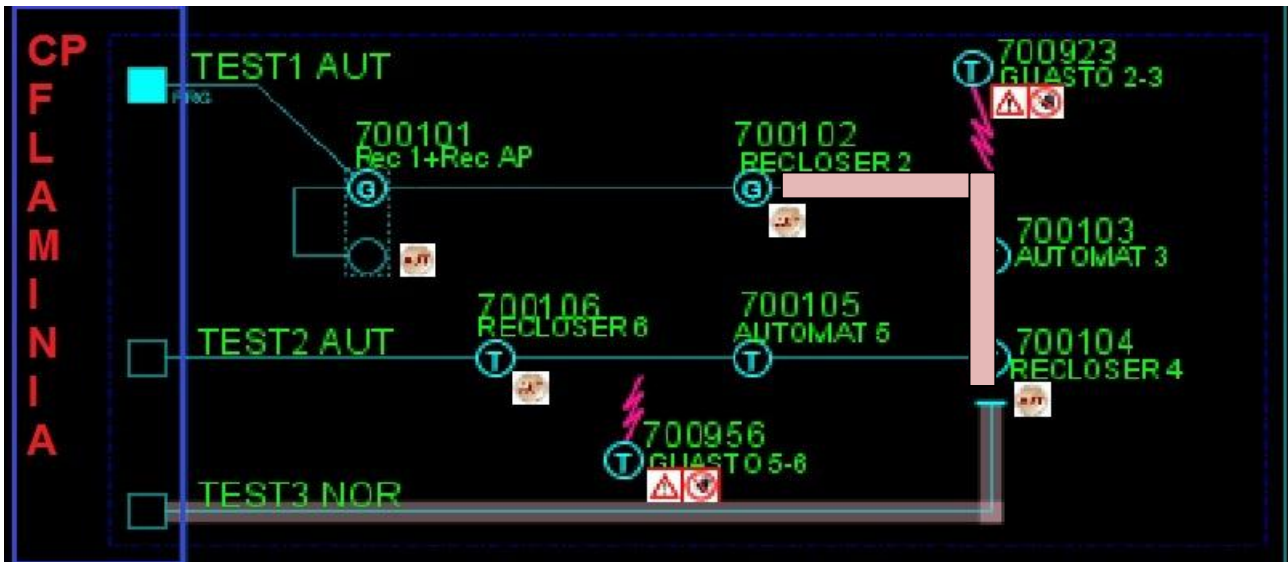 CP
FLAMINIA
TEST1 AUT
700101
Rec 1+Rec AP
G
700102
RECLOSER 2
G
T
700923
GUASTO 2-3
700103
AUTOMAT 3
TEST2 AUT
700106
RECLOSER 6
T
700105
AUTOMAT 5
T
700104
RECLOSER 4
T
700956
GUASTO 5-6
TEST3 NOR